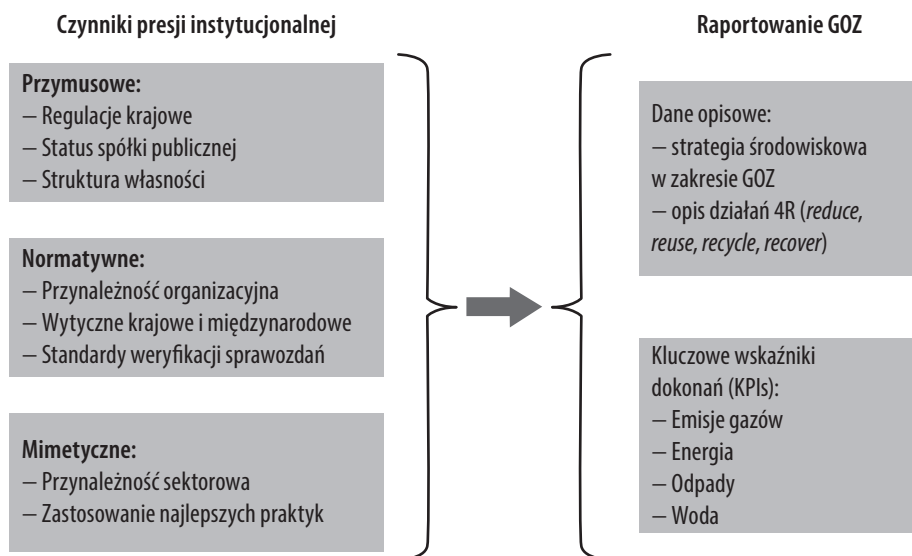 Czynniki presji instytucjonalnej
Przymusowe:
– Regulacje krajowe
– Status spółki publicznej
– Struktura własności
Normatywne:
– Przynależność organizacyjna
– Wytyczne krajowe i międzynarodowe
– Standardy weryfikacji sprawozdań
Mimetyczne:
– Przynależność sektorowa
– Zastosowanie najlepszych praktyk
Raportowanie GOZ
Dane opisowe:
– strategia środowiskowa
w zakresie GOZ
– opis działań 4R (reduce,
reuse, recycle, recover)
Kluczowe wskaźniki
dokonań (KPIs):
– Emisje gazów
– Energia
– Odpady
– Woda